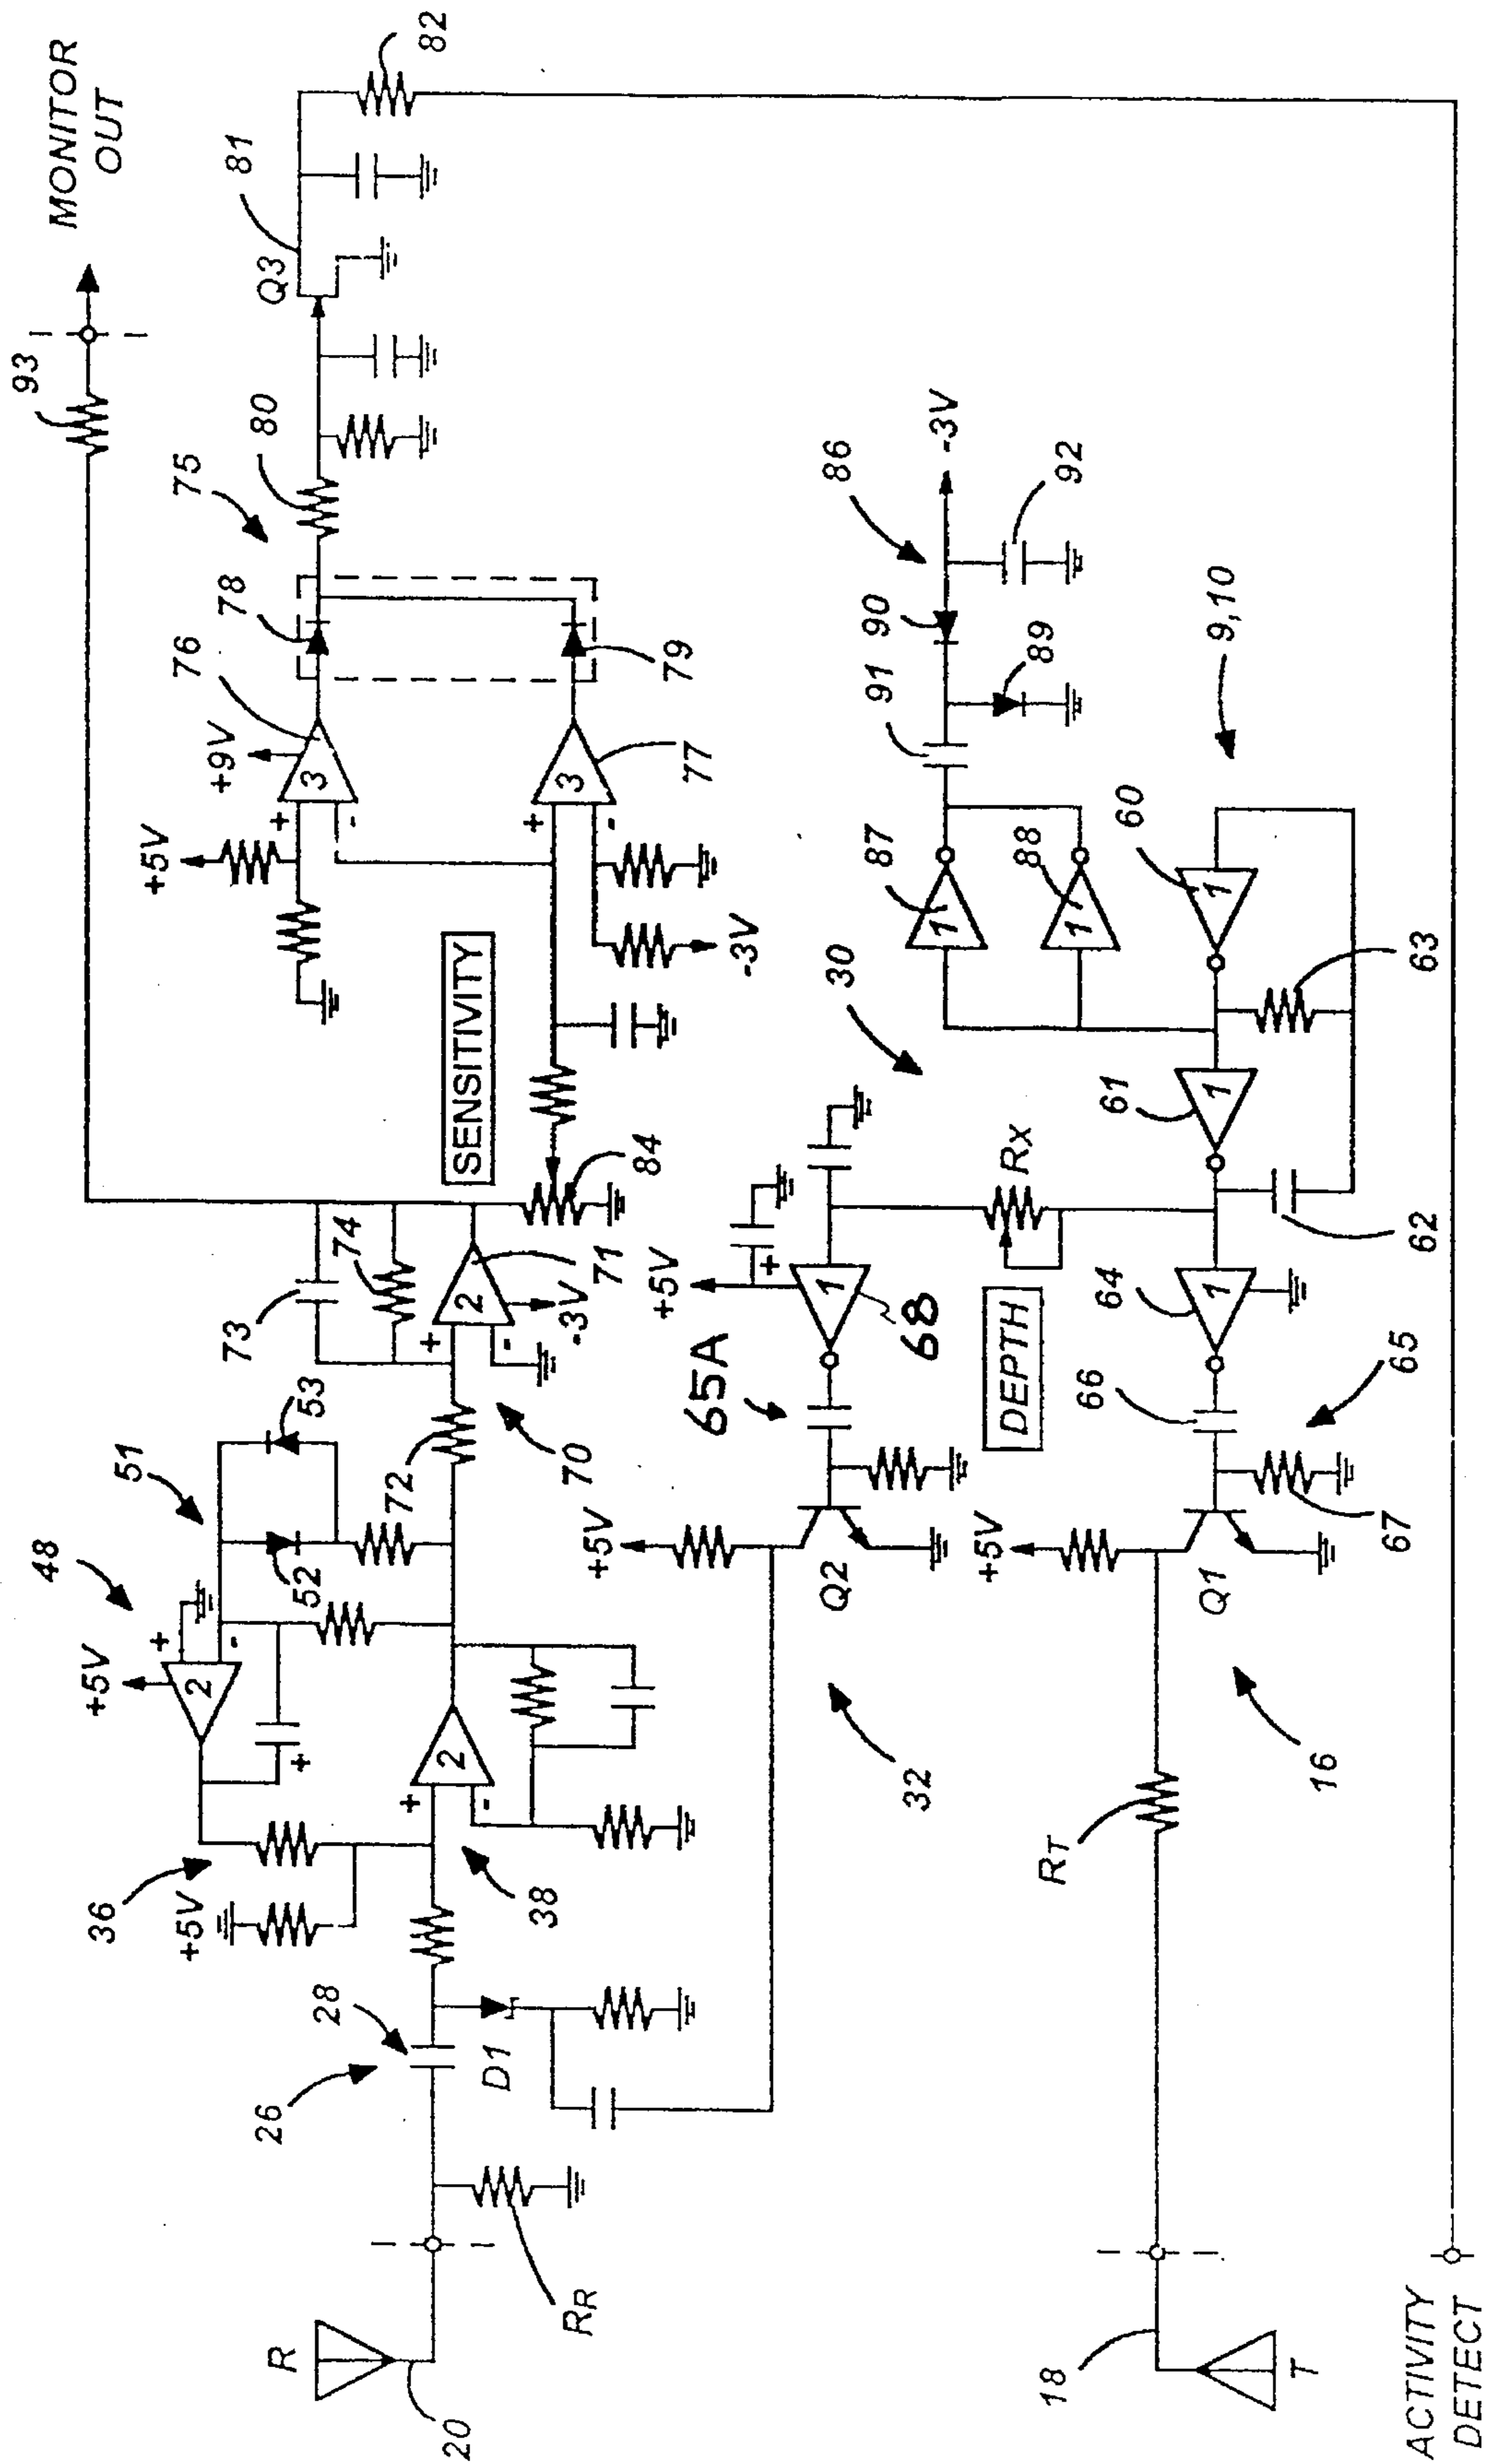 MONITOR
OUT
93
82
81
Q3
80
75
78
76
+9V
3
+
-
+5V
79
77
3
+
-
-3V
SENSITIVITY
84
74
73
71
2
+
-
-3V
70
72
53
51
52
48
+5V
+
-
2
+
36
+5V
38
+
-
2
28
26
D1
R
20
RR
86
-3V
92
90
91
89
87
1
88
1
9,10
60
1
63
61
1
62
30
RX
DEPTH
+5V
+
1
68
65A
64
1
66
65
67
+5V
Q2
32
+5V
Q1
16
RT
18
T
ACTIVITY
DETECT